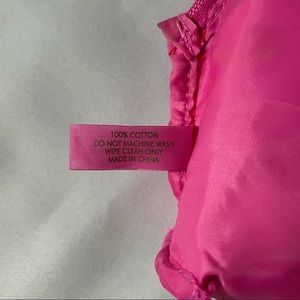 100% COTTON
DO NOT MACHINE WASH
WIPE CLEAN ONLY
MADE IN CHINA